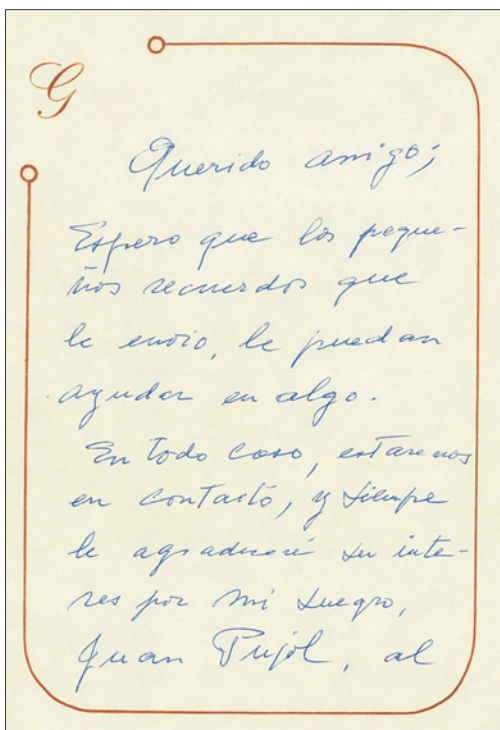 G
Querido amigo;
Espero que los peque-
ños recuerdos que
le envio, le puedan
ayudar en algo.
En todo caso, estaremos
en contacto, y siempre
le agradeceré su inte-
res por mi suegro,
Juan Pujol, al